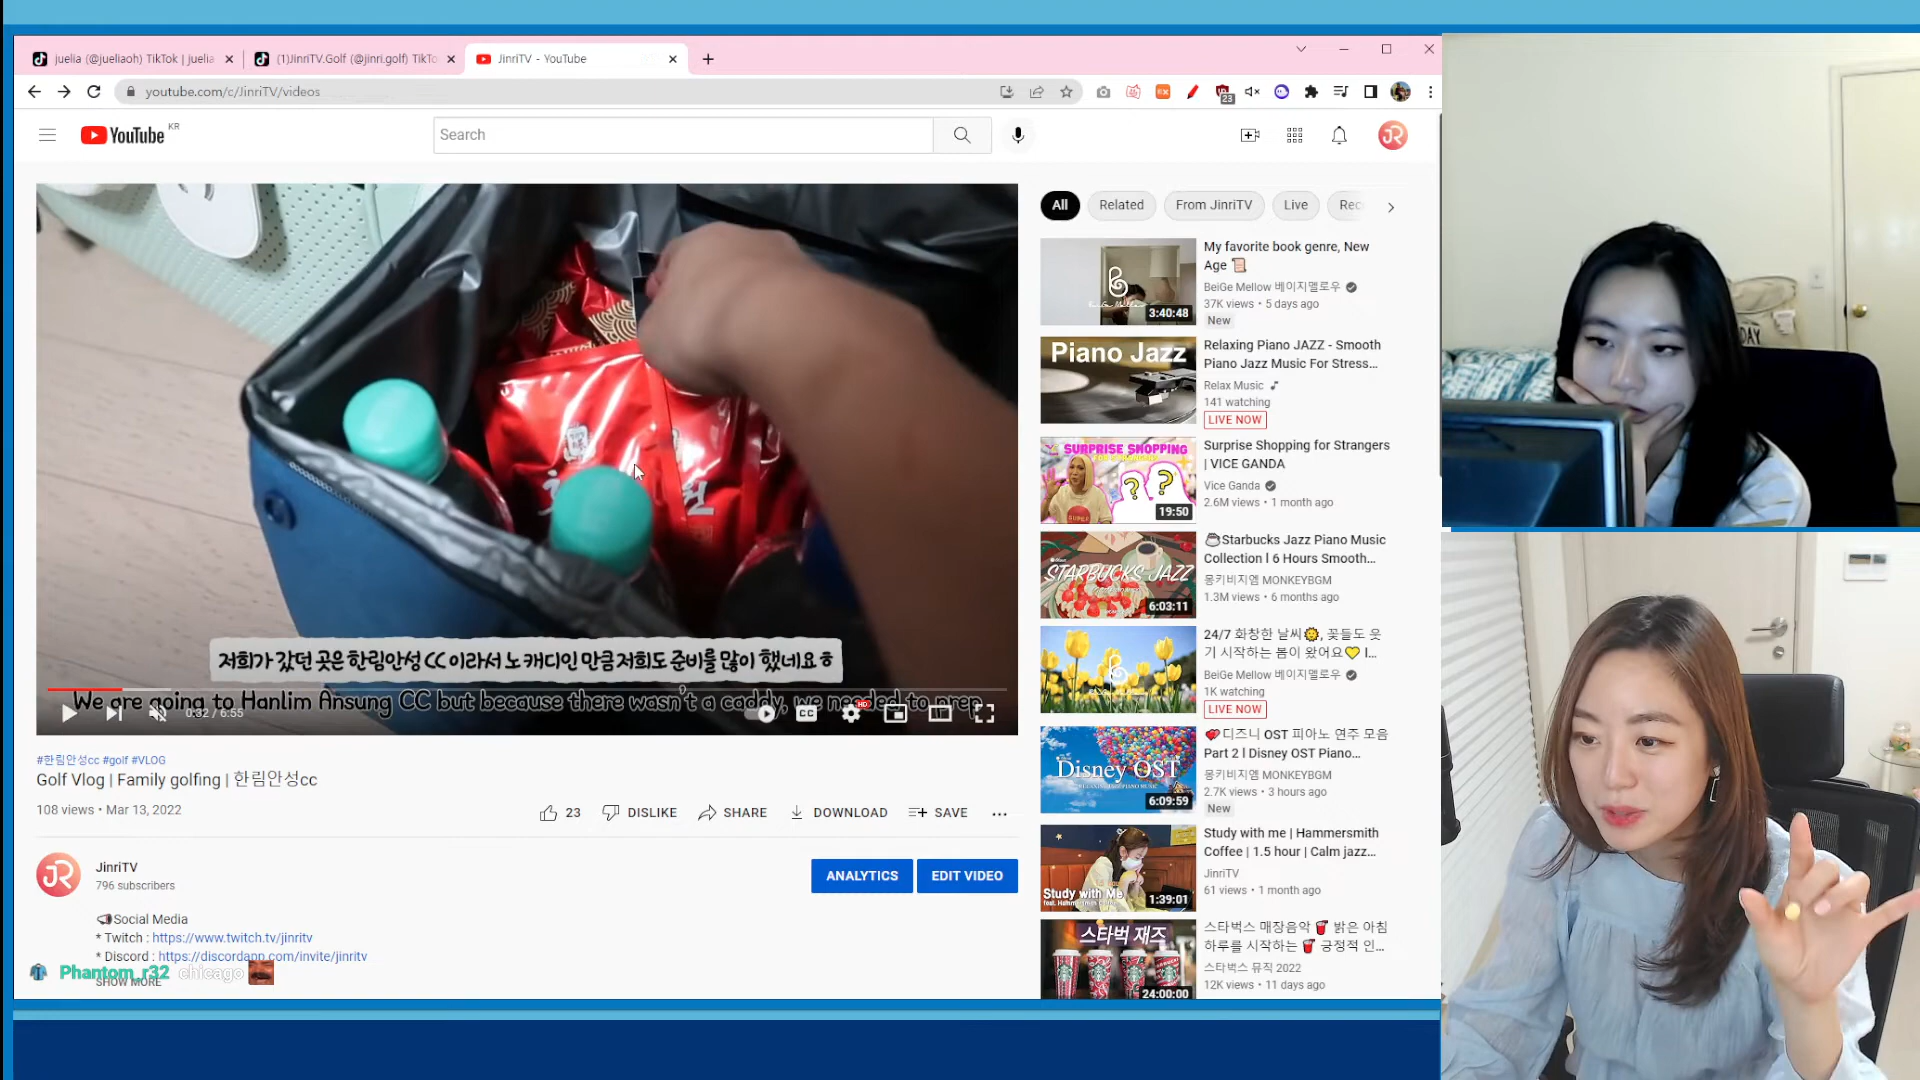 juelia (@jueliaoh) TikTok | juelia
(1)JinriTV.Golf (@jinri.golf) TikTo
JinriTV - YouTube
youtube.com/c/JinriTV/videos
23
YouTube KR
Search
JR
All
Related
From JinriTV
Live
Rec
My favorite book genre, New
Age
BeiGe Mellow 베이지멜로우
37K views • 5 days ago
New
3:40:48
Piano Jazz
Relaxing Piano JAZZ - Smooth
Piano Jazz Music For Stress...
Relax Music
141 watching
LIVE NOW
SURPRISE SHOPPING
19:50
Surprise Shopping for Strangers
| VICE GANDA
Vice Ganda
2.6M views • 1 month ago
STARBUCKS JAZZ
6:03:11
Starbucks Jazz Piano Music
Collection l 6 Hours Smooth...
몽키비지엠 MONKEYBGM
1.3M views • 6 months ago
24/7 화창한 날씨🌞, 꽃들도 웃
기 시작하는 봄이 왔어요💛 l...
BeiGe Mellow 베이지멜로우
1K watching
LIVE NOW
Disney OST
6:09:59
디즈니 OST 피아노 연주 모음
Part 2 l Disney OST Piano...
몽키비지엠 MONKEYBGM
2.7K views • 3 hours ago
New
Study with Me
1:39:01
Study with me | Hammersmith
Coffee | 1.5 hour | Calm jazz...
JinriTV
61 views • 1 month ago
스타벅 재즈
24:00:00
스타벅스 매장음악 🥤 밝은 아침
하루를 시작하는 🥤 긍정적 인...
스타벅스 뮤직 2022
12K views • 11 days ago
저희가 갔던 곳은 한림안성 CC 이라서 노 캐디인 만큼 저희도 준비를 많이 했네요 ㅎ
We are going to Hanlim Ansung CC but because there wasn't a caddy, we needed to prep
0:32 / 6:55
CC
HD
#한림안성cc #golf #VLOG
Golf Vlog | Family golfing | 한림안성cc
108 views • Mar 13, 2022
23
DISLIKE
SHARE
DOWNLOAD
SAVE
JR
JinriTV
796 subscribers
ANALYTICS
EDIT VIDEO
Social Media
* Twitch : https://www.twitch.tv/jinritv
* Discord : https://discordapp.com/invite/jinritv
Phantom_r32 chicago
SHOW MORE